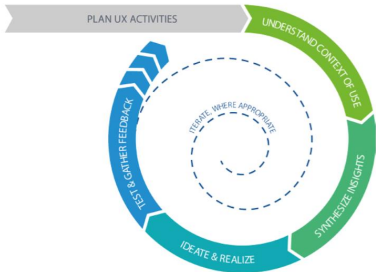 PLAN UX ACTIVITIES
UNDERSTAND CONTEXT OF USE
SYNTHESIZE INSIGHTS
IDEATE & REALIZE
TEST & GATHER FEEDBACK
ITERATE, WHERE APPROPRIATE